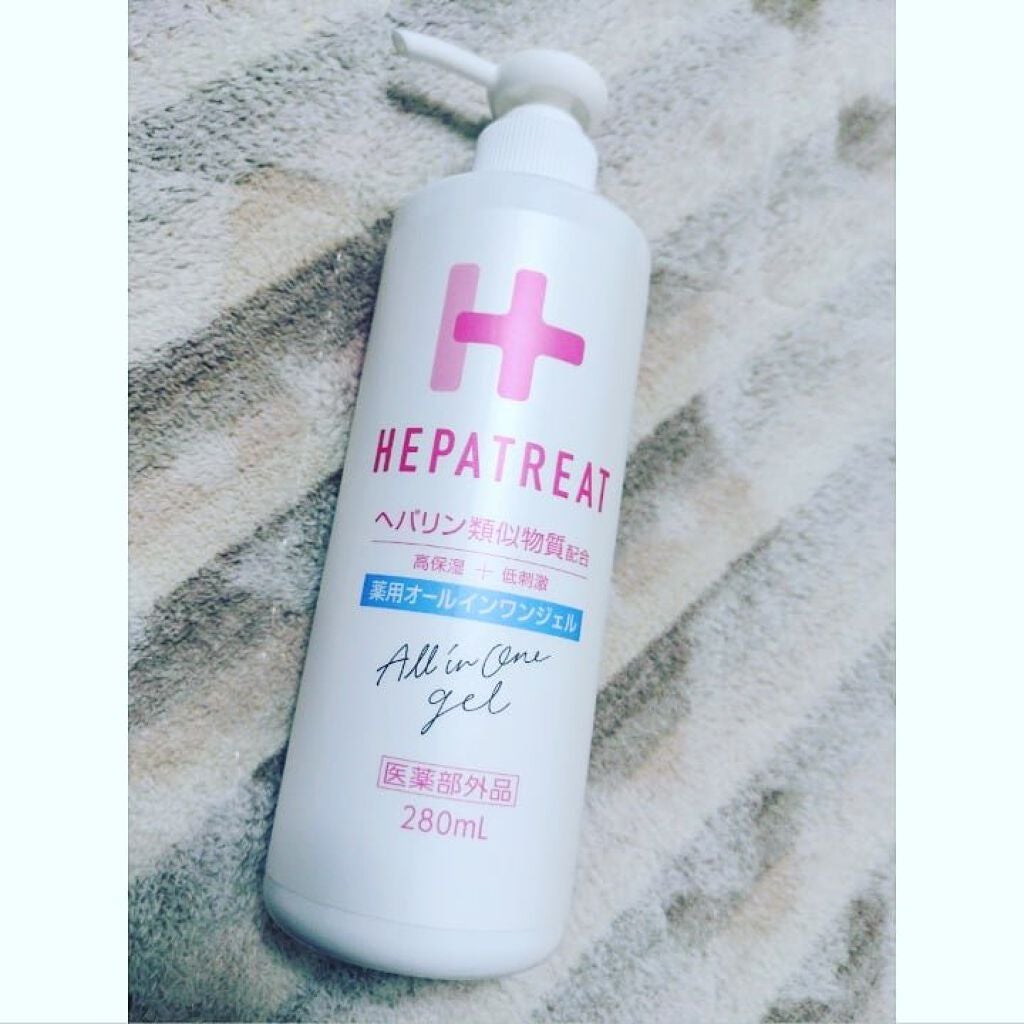 H
HEPATREAT
ヘパリン類似物質配合
高保湿 + 低刺激
薬用オールインワンジェル
All in One
gel
医薬部外品
280mL